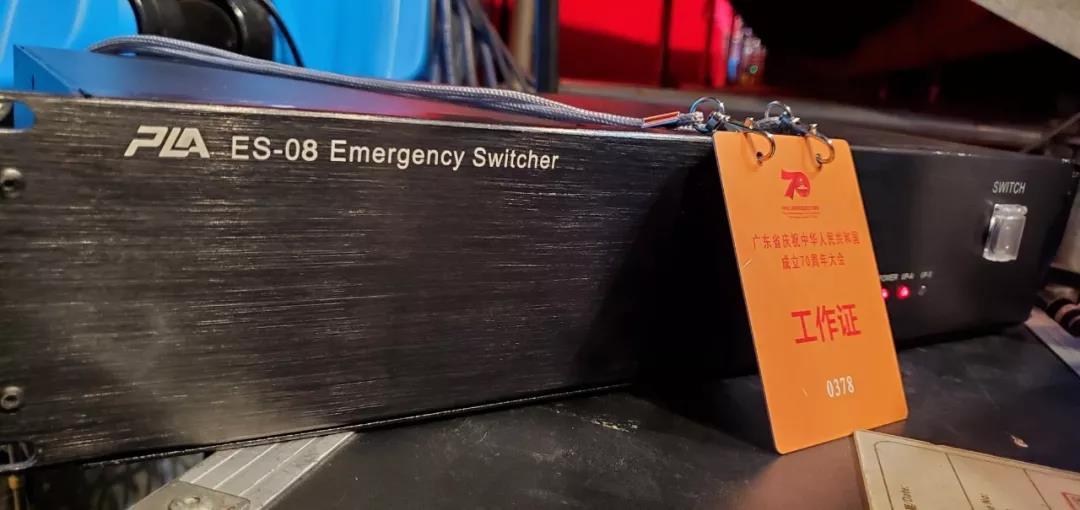 PLA ES-08 Emergency Switcher
SWITCH
70
广东省庆祝中华人民共和国
成立70周年大会
工作证
0378